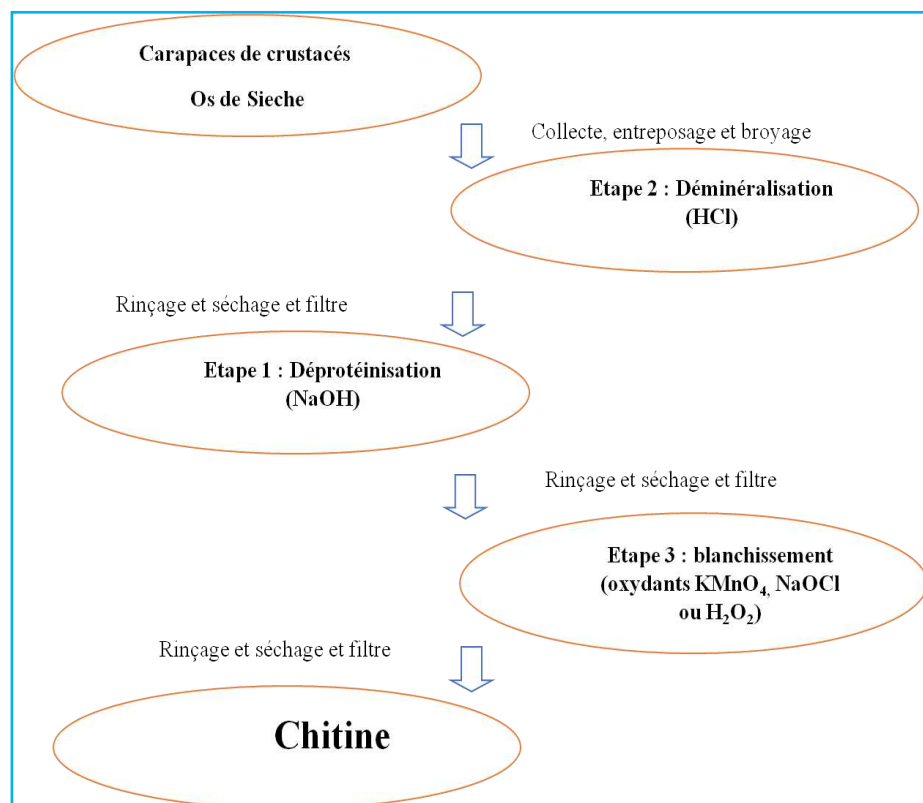 Carapaces de crustacés
Os de Sieche
Collecte, entreposage et broyage
Etape 2 : Déminéralisation
(HCl)
Rinçage et séchage et filtre
Etape 1 : Déprotéinisation
(NaOH)
Rinçage et séchage et filtre
Etape 3 : blanchissement
(oxydants KMnO₄, NaOCl
ou H₂O₂)
Rinçage et séchage et filtre
Chitine